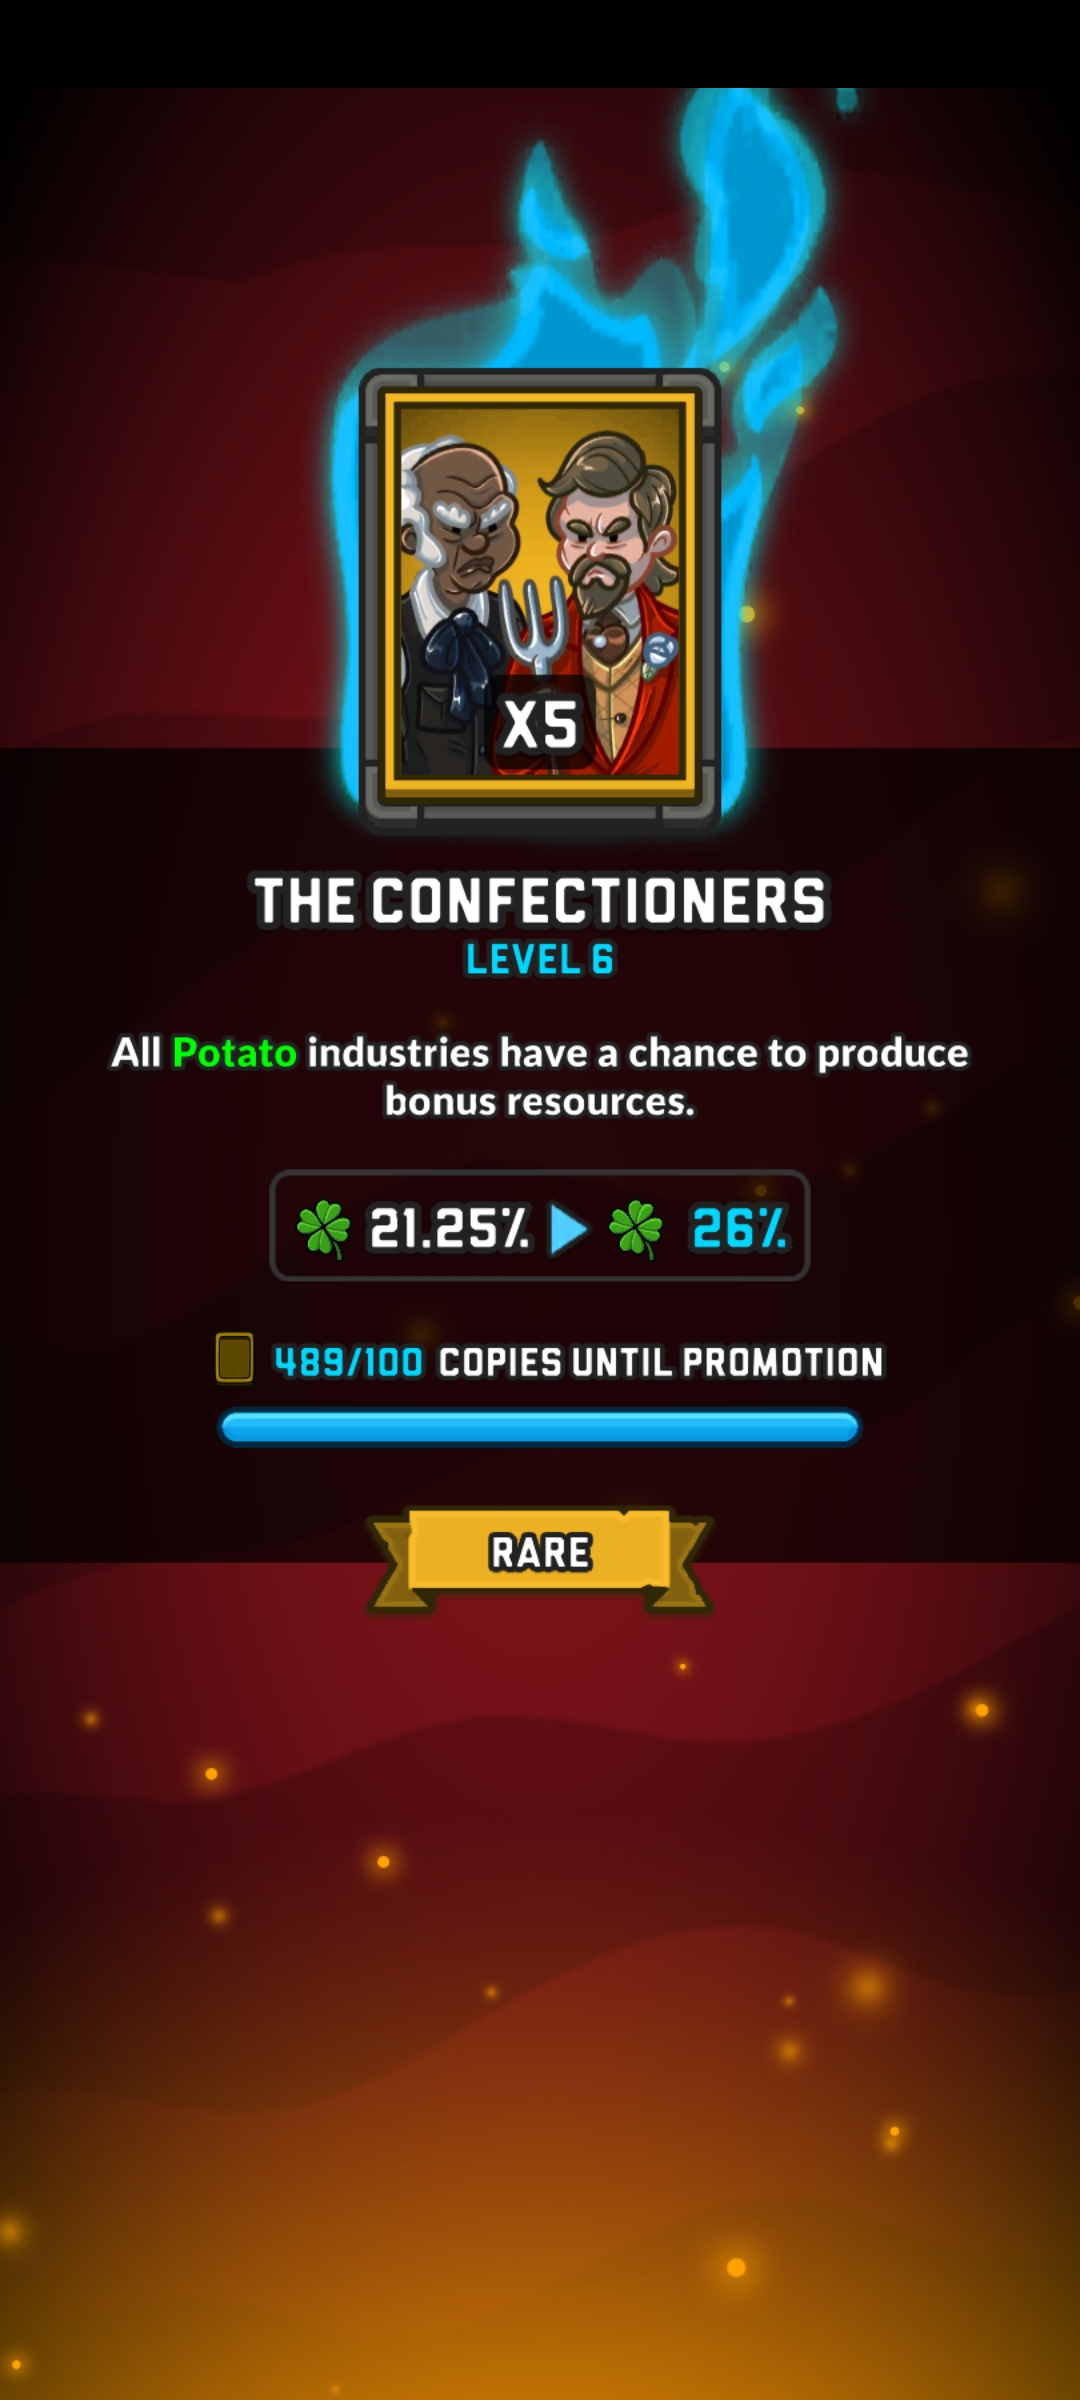 X5
THE CONFECTIONERS
LEVEL 6
All Potato industries have a chance to produce
bonus resources.
21.25% 26%
489/100 COPIES UNTIL PROMOTION
RARE